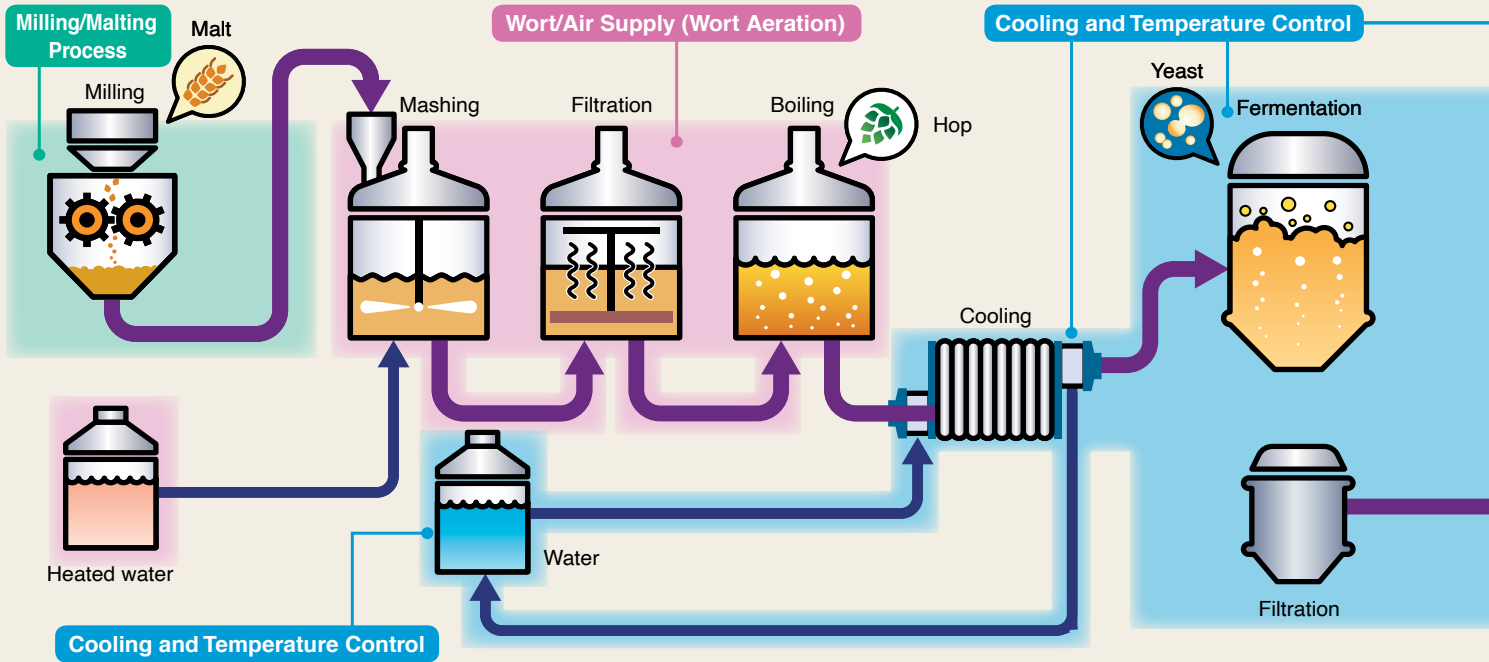 Milling/Malting
Process
Malt
Milling
Wort/Air Supply (Wort Aeration)
Mashing
Filtration
Boiling
Hop
Cooling and Temperature Control
Yeast
Fermentation
Cooling
Heated water
Water
Cooling and Temperature Control
Filtration